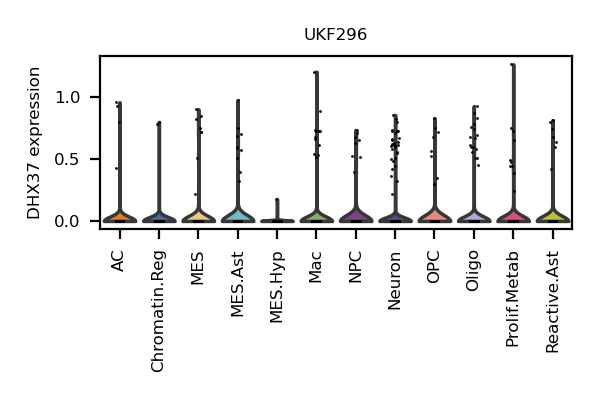 UKF296
DHX37 expression
1.0
0.5
0.0
AC
Chromatin.Reg
MES
MES.Ast
MES.Hyp
Mac
NPC
Neuron
OPC
Oligo
Prolif.Metab
Reactive.Ast